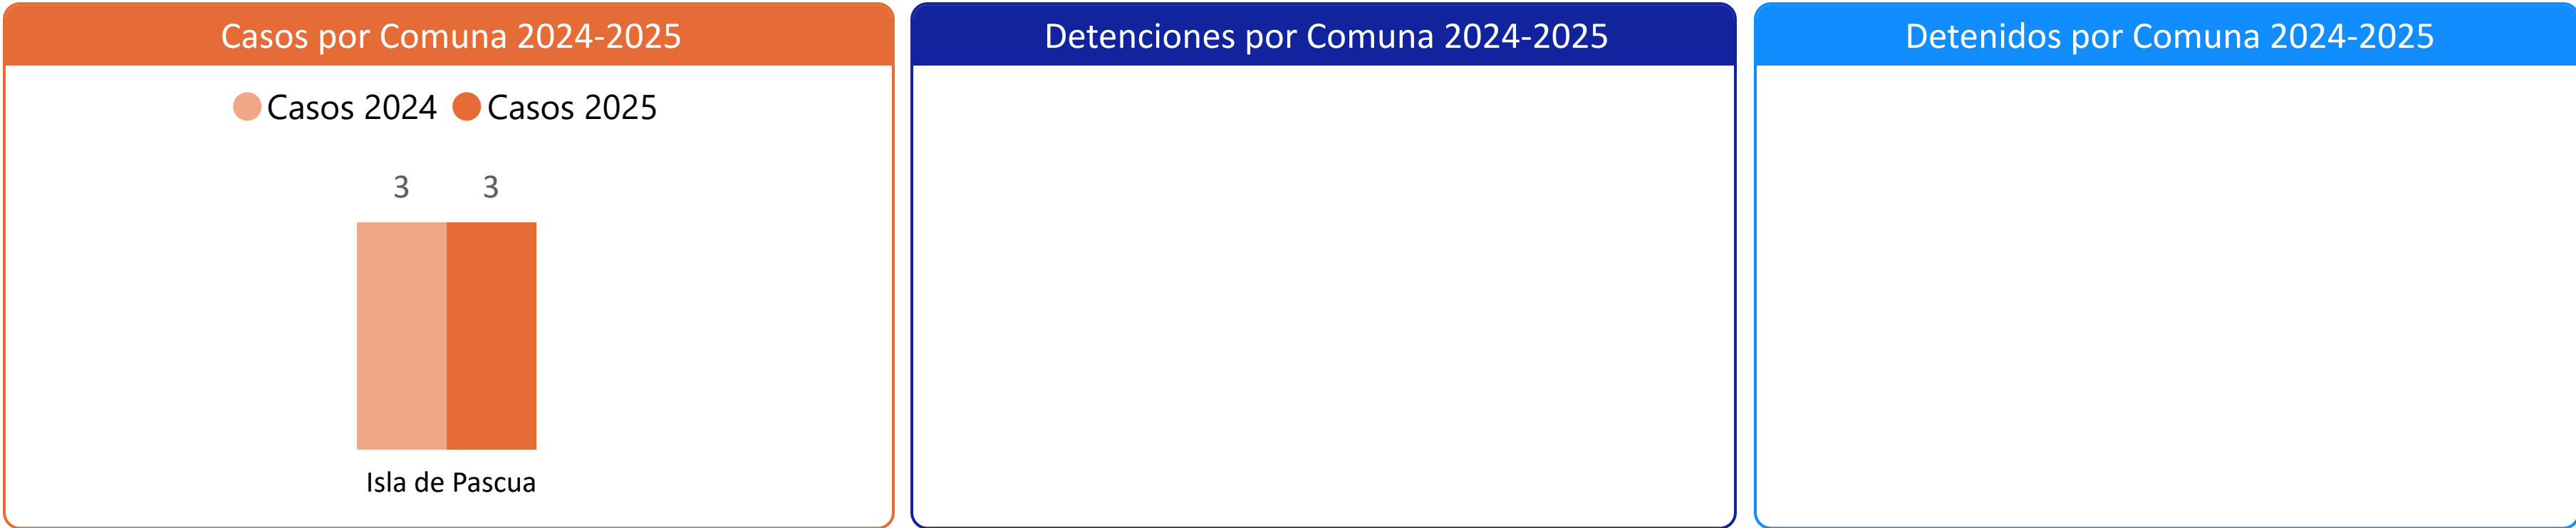 Casos por Comuna 2024-2025
Casos 2024 Casos 2025
3 3
Isla de Pascua
Detenciones por Comuna 2024-2025
Detenidos por Comuna 2024-2025